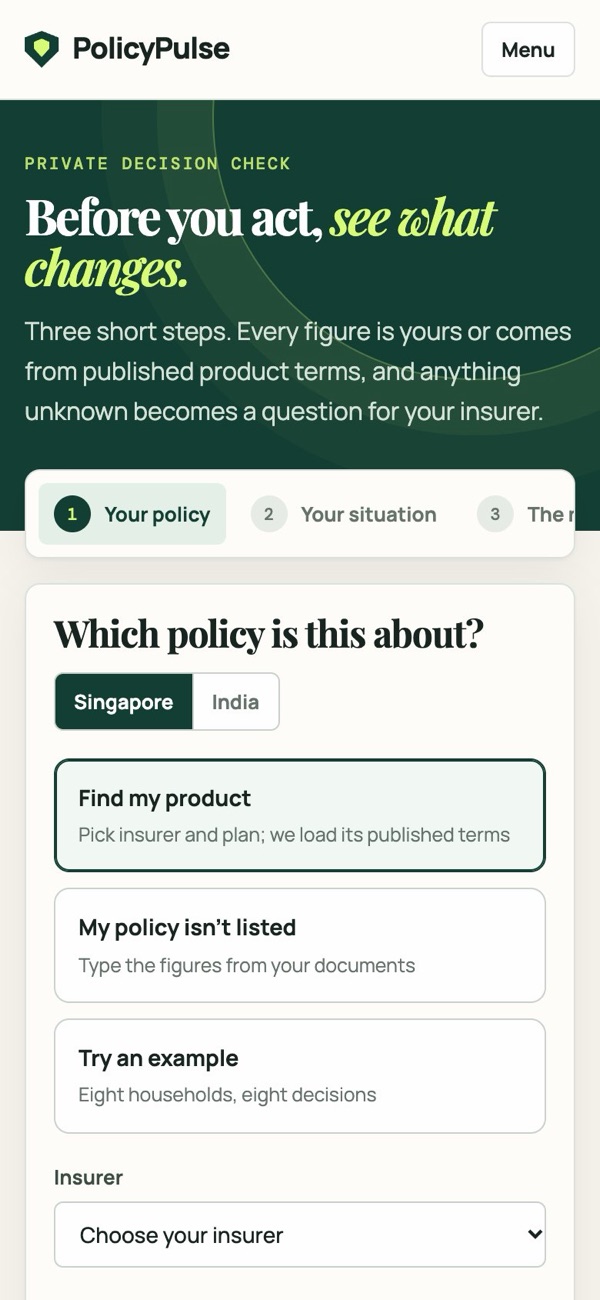 PolicyPulse
Menu
PRIVATE DECISION CHECK
Before you act, see what
changes.
Three short steps. Every figure is yours or comes
from published product terms, and anything
unknown becomes a question for your insurer.
1 Your policy
2 Your situation
3 The
Which policy is this about?
Singapore
India
Find my product
Pick insurer and plan; we load its published terms
My policy isn’t listed
Type the figures from your documents
Try an example
Eight households, eight decisions
Insurer
Choose your insurer